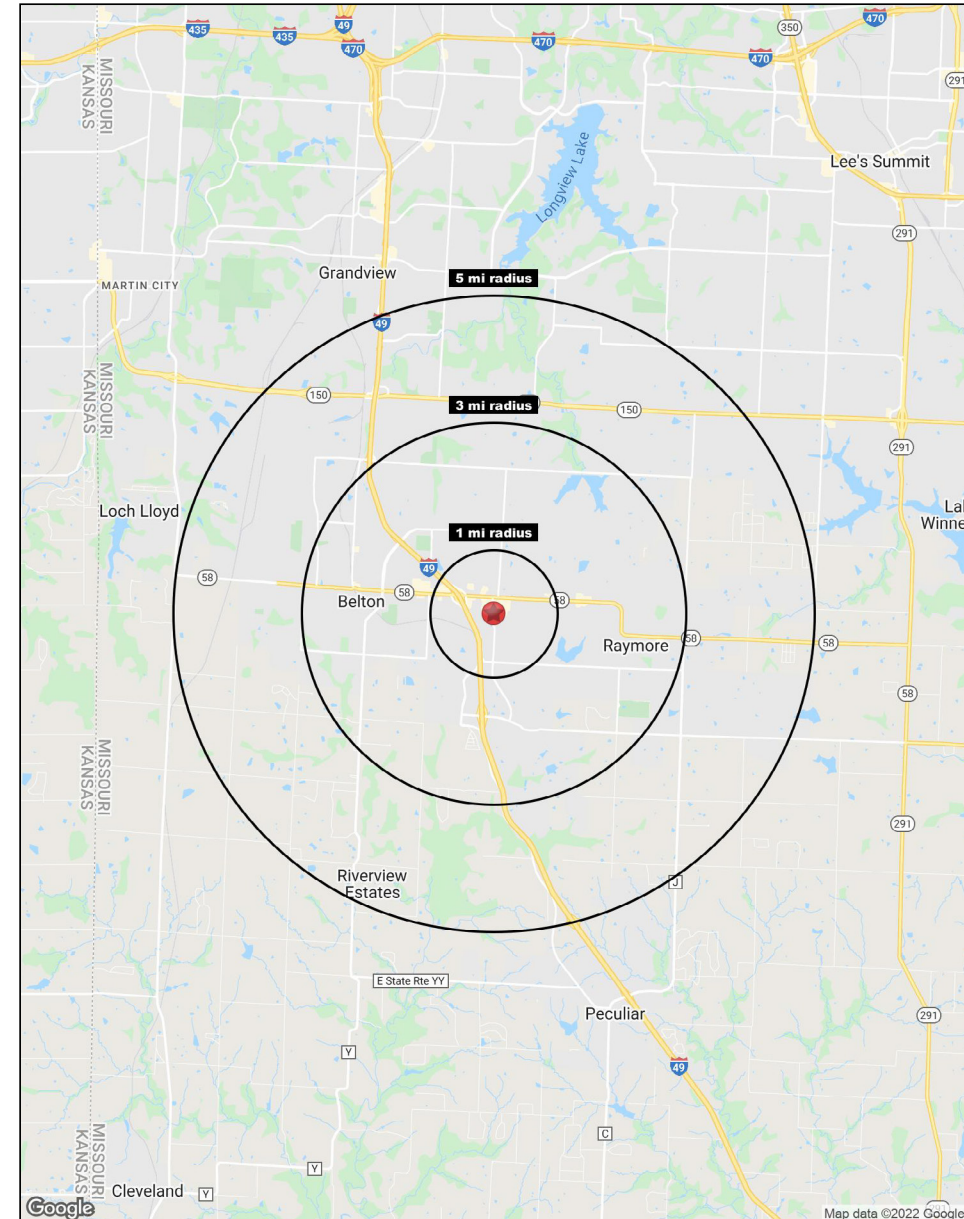 49
470
435
435
470
470
350
470
291
MISSOURI
KANSAS
Lee's Summit
Longview Lake
291
Grandview
5 mi radius
MARTIN CITY
49
MISSOURI
KANSAS
150
3 mi radius
150
291
Loch Lloyd
1 mi radius
49
58
58
Belton
58
Raymore
58
58
58
MISSOURI
KANSAS
291
Riverview
Estates
J
E State Rte YY
Peculiar
291
Y
49
C
MISSOURI
KANSAS
Y
Cleveland
Y
Google
Map data ©2022 Google